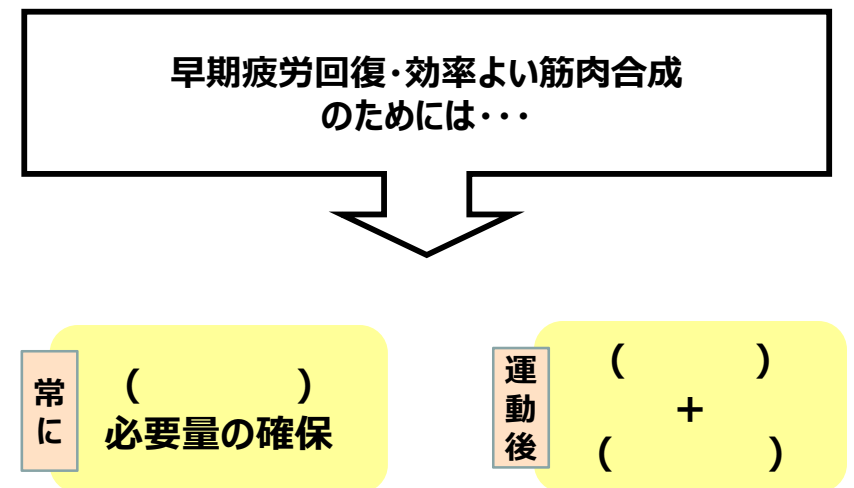 早期疲労回復・効率よい筋肉合成
のためには・・・
常に
(　　　　)
必要量の確保
運動後
(　　　　)
+
(　　　　)